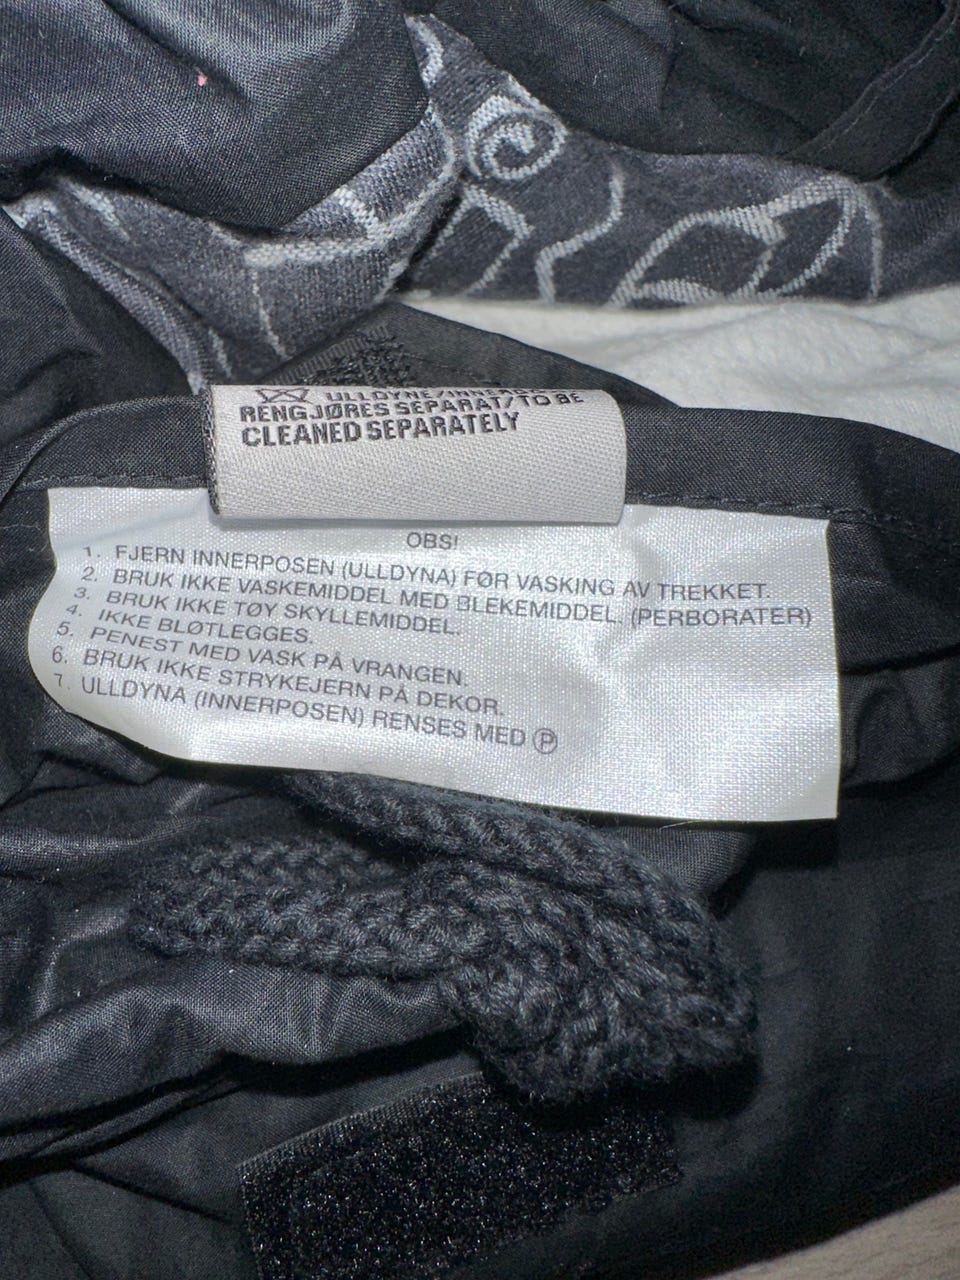 ULLDYNE/
RENGJØRES SEPARAT/TO BE
CLEANED SEPARATELY
OBS!
1. FJERN INNERPOSEN (ULLDYNA) FØR VASKING AV TREKKET.
2. BRUK IKKE VASKEMIDDEL MED BLEKEMIDDEL. (PERBORATER)
3. BRUK IKKE TØY SKYLLEMIDDEL.
4. IKKE BLØTLEGGES.
5. PENEST MED VASK PÅ VRANGEN.
6. BRUK IKKE STRYKEJERN PÅ DEKOR.
7. ULLDYNA (INNERPOSEN) RENSES MED Ⓟ